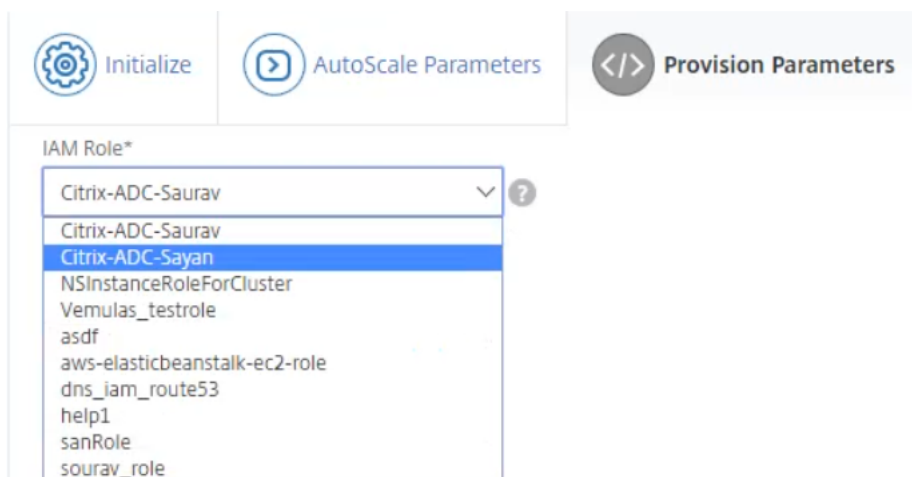 Initialize
AutoScale Parameters
</> Provision Parameters
IAM Role*
Citrix-ADC-Saurav
?
Citrix-ADC-Saurav
Citrix-ADC-Sayan
NSInstanceRoleForCluster
Vemulas_testrole
asdf
aws-elasticbeanstalk-ec2-role
dns_iam_route53
help1
sanRole
sourav_role